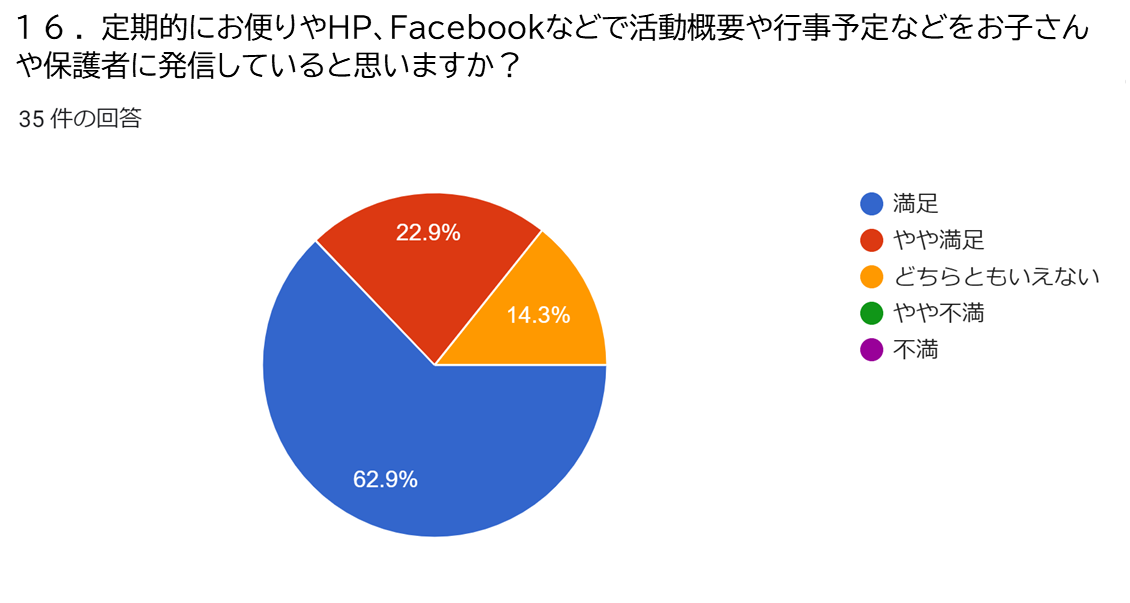 １６．定期的にお便りやHP、Facebookなどで活動概要や行事予定などをお子さん
や保護者に発信していると思いますか？
35 件の回答
満足
やや満足
どちらともいえない
やや不満
不満
22.9%
14.3%
62.9%